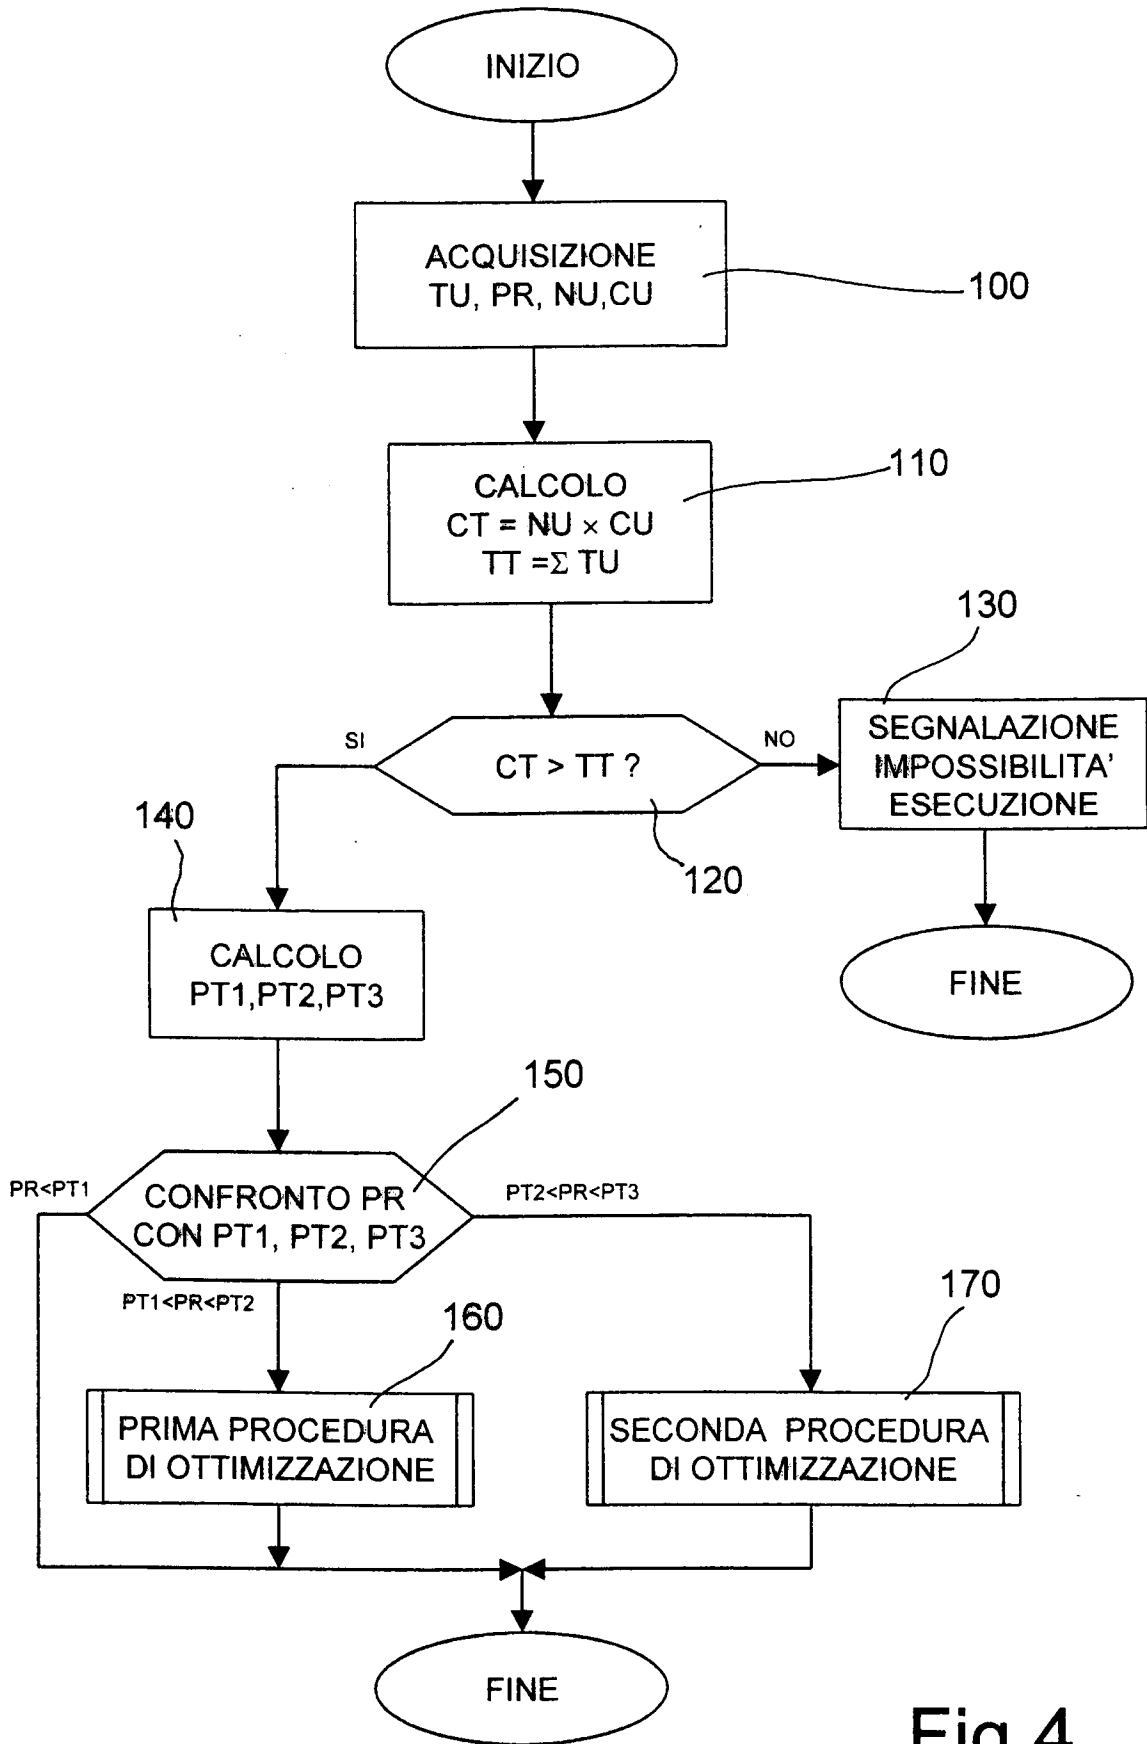 INIZIO
ACQUISIZIONE
TU, PR, NU,CU
100
CALCOLO
CT = NU × CU
TT =Σ TU
110
130
SEGNALAZIONE
IMPOSSIBILITA'
ESECUZIONE
SI
CT > TT ?
NO
120
140
CALCOLO
PT1,PT2,PT3
FINE
150
PR<PT1
CONFRONTO PR
CON PT1, PT2, PT3
PT2<PR<PT3
PT1<PR<PT2
160
170
PRIMA PROCEDURA
DI OTTIMIZZAZIONE
SECONDA PROCEDURA
DI OTTIMIZZAZIONE
FINE
Fig.4